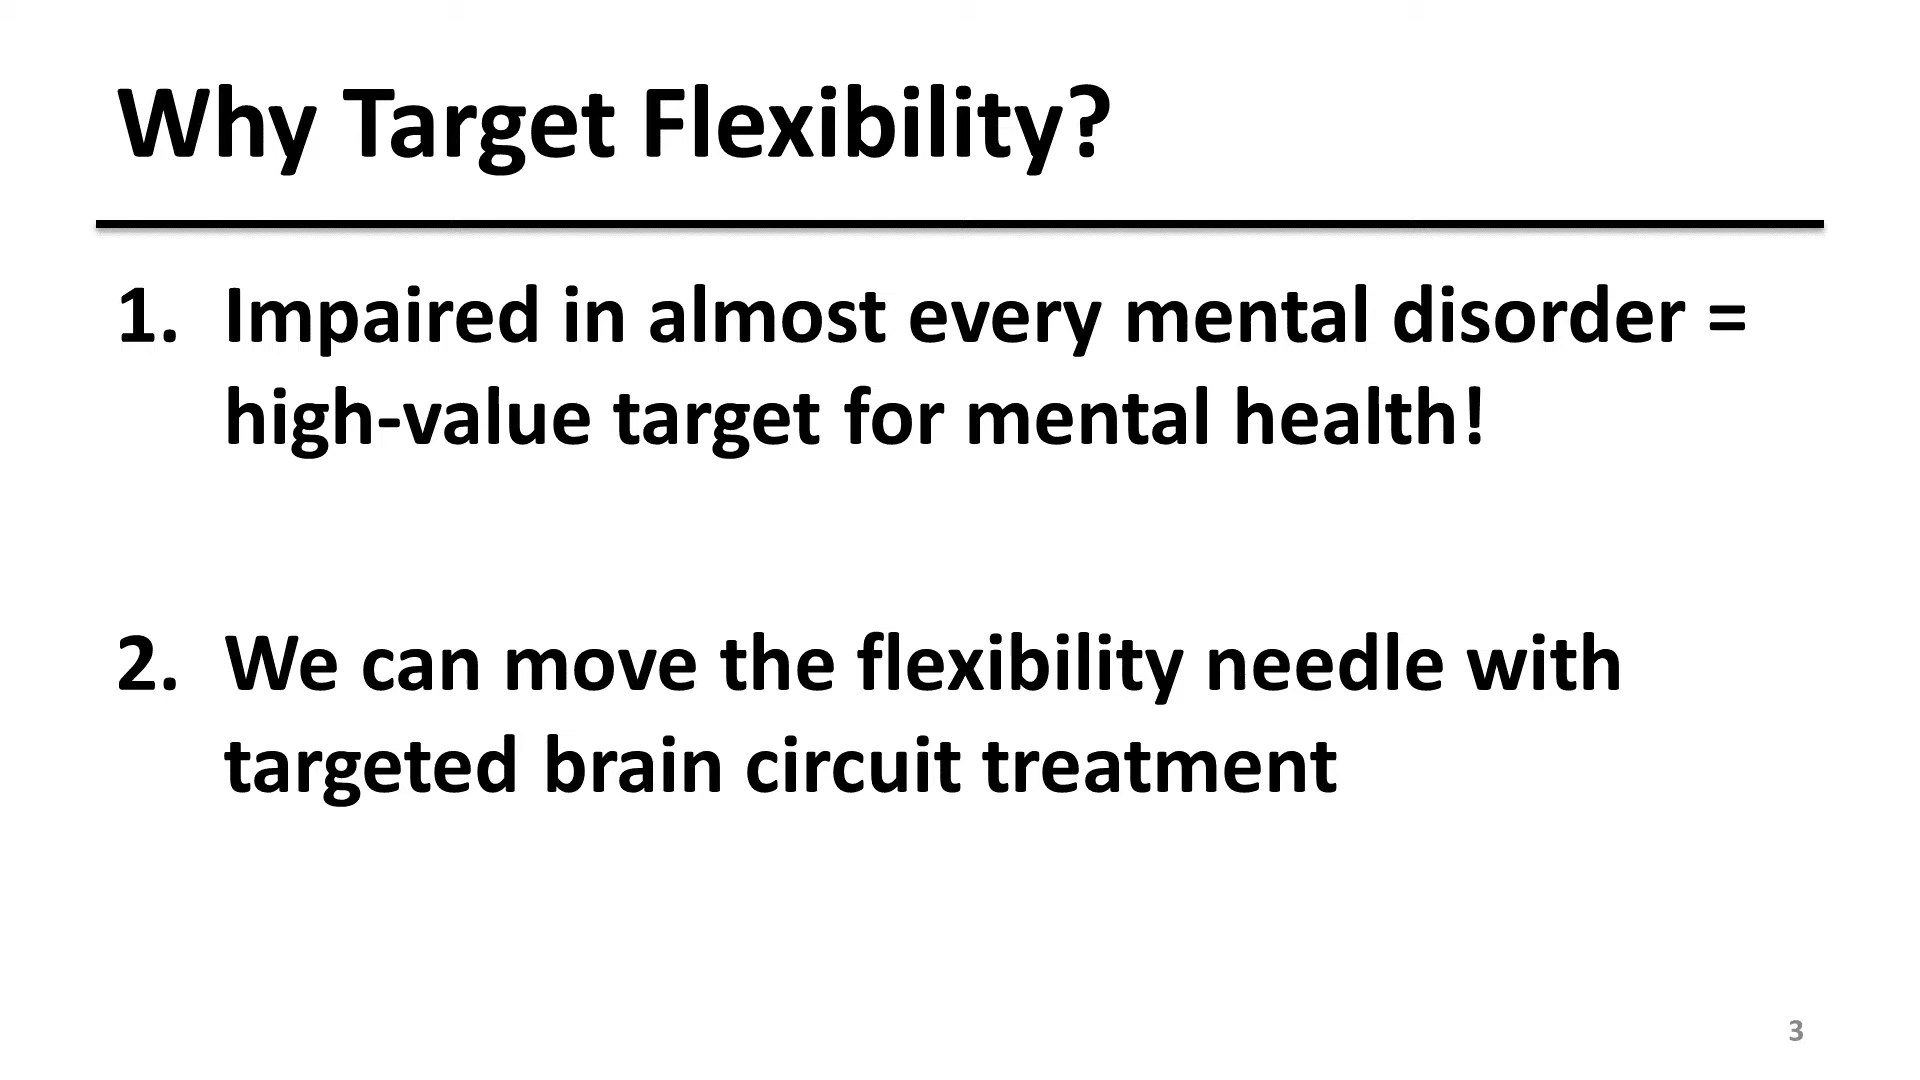 Why Target Flexibility?
1. Impaired in almost every mental disorder =
high-value target for mental health!
2. We can move the flexibility needle with
targeted brain circuit treatment
3